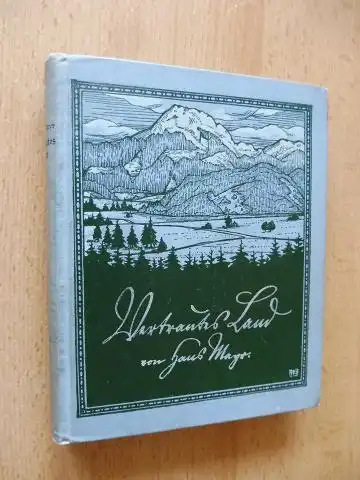 Vertrautes Land
von Hans Mayr.